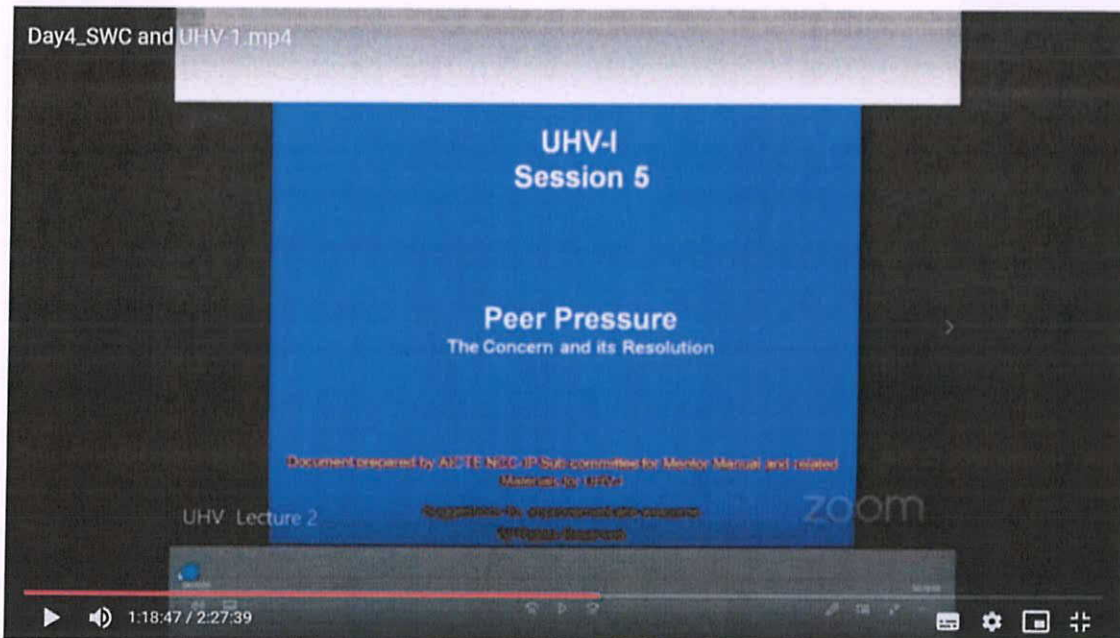 Day4_SWC and UHV-1.mp4
UHV-I
Session 5
Peer Pressure
The Concern and its Resolution
Document prepared by AICTE NCC-IP Sub-committee for Mentor Manual and related
Materials for UHV-I
UHV Lecture 2
zoom
1:18:47 / 2:27:39